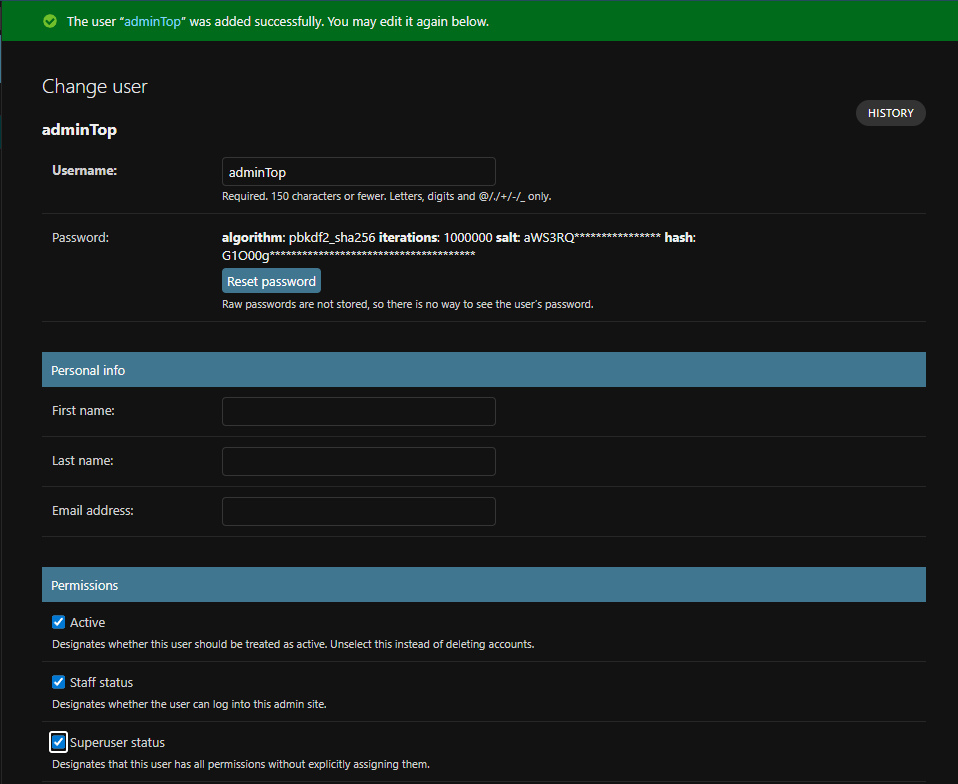 The user “adminTop” was added successfully. You may edit it again below.
Change user
HISTORY
adminTop
Username:
adminTop
Required. 150 characters or fewer. Letters, digits and @/./+/-/_ only.
Password:
algorithm: pbkdf2_sha256 iterations: 1000000 salt: aWS3RQ**************** hash:
G1O00g**************************************
Reset password
Raw passwords are not stored, so there is no way to see the user’s password.
Personal info
First name:
Last name:
Email address:
Permissions
Active
Designates whether this user should be treated as active. Unselect this instead of deleting accounts.
Staff status
Designates whether the user can log into this admin site.
Superuser status
Designates that this user has all permissions without explicitly assigning them.